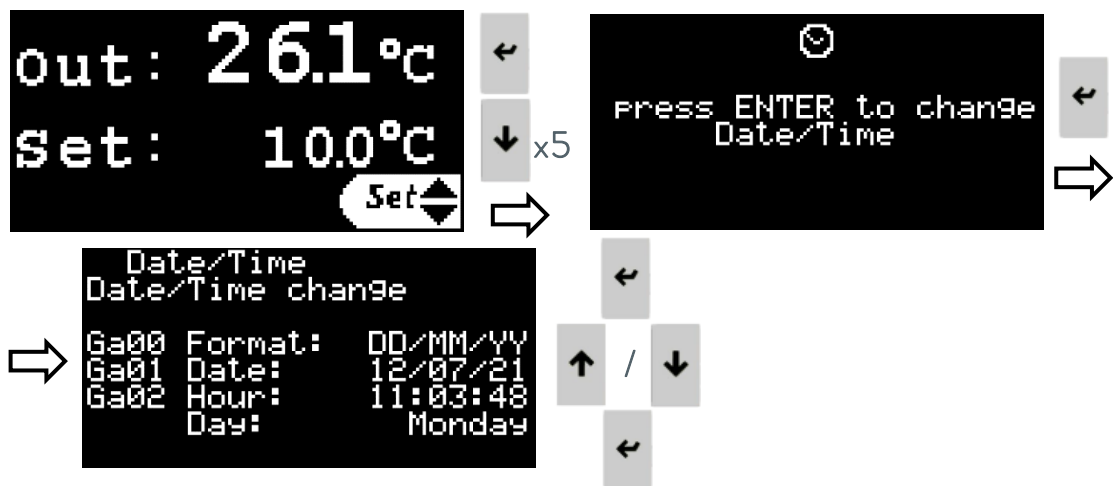 Out: 26.1°C
Set: 10.0°C
Set
x5
Press ENTER to change
Date/Time
Date/Time
Date/Time change
Ga00 Format: DD/MM/YY
Ga01 Date: 12/07/21
Ga02 Hour: 11:03:48
Day: Monday
/